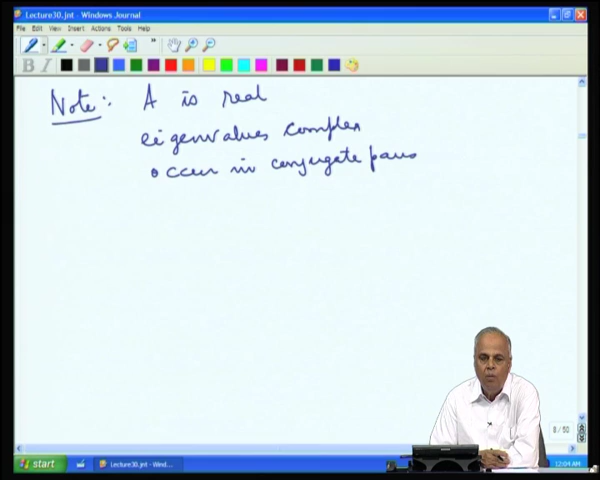 Lecture30.jnt - Windows Journal
File Edit View Insert Actions Tools Help
Note: A is real
eigenvalues complex
occur in conjugate pairs
8 / 50
start Lecture30.jnt - Wind... 12:04 AM